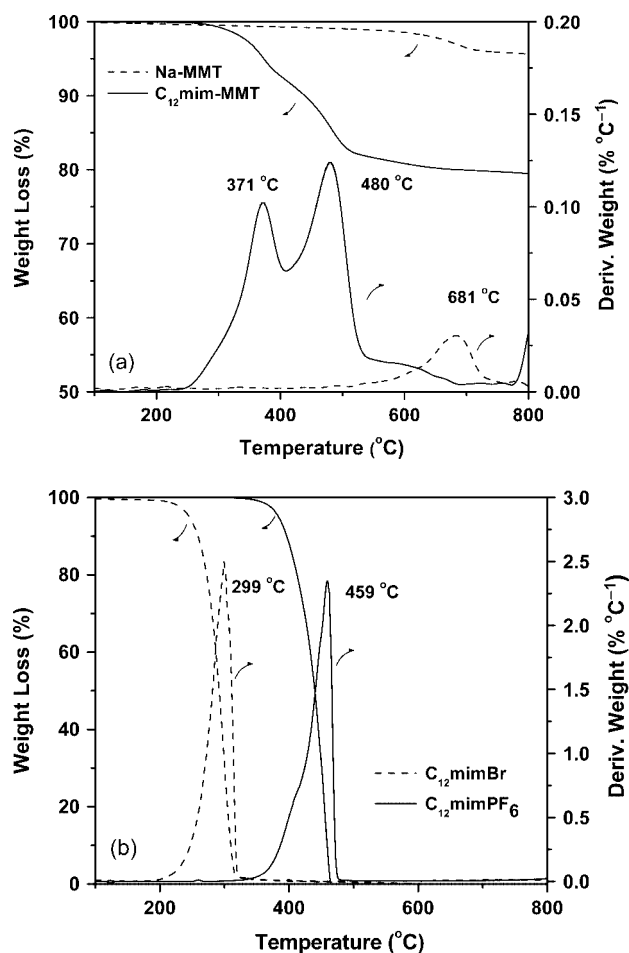 100
90
80
70
60
50
Weight Loss (%)
Na-MMT
C₁₂mim-MMT
371 °C
480 °C
681 °C
(a)
0.20
0.15
0.10
0.05
0.00
Deriv. Weight (% °C⁻¹)
200 400 600 800
Temperature (°C)
100
80
60
40
20
0
Weight Loss (%)
299 °C
459 °C
C₁₂mimBr
C₁₂mimPF₆
(b)
3.0
2.5
2.0
1.5
1.0
0.5
0.0
Deriv. Weight (% °C⁻¹)
200 400 600 800
Temperature (°C)